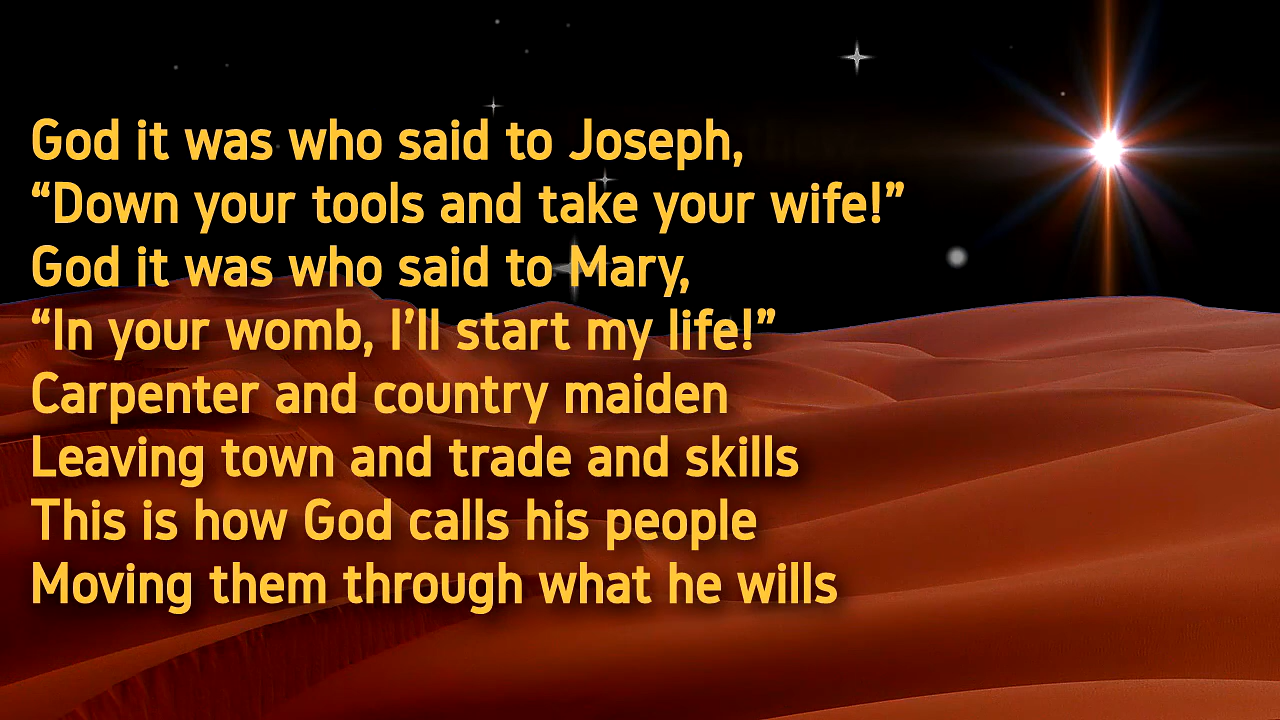 God it was who said to Joseph,
“Down your tools and take your wife!”
God it was who said to Mary,
“In your womb, I’ll start my life!”
Carpenter and country maiden
Leaving town and trade and skills
This is how God calls his people
Moving them through what he wills